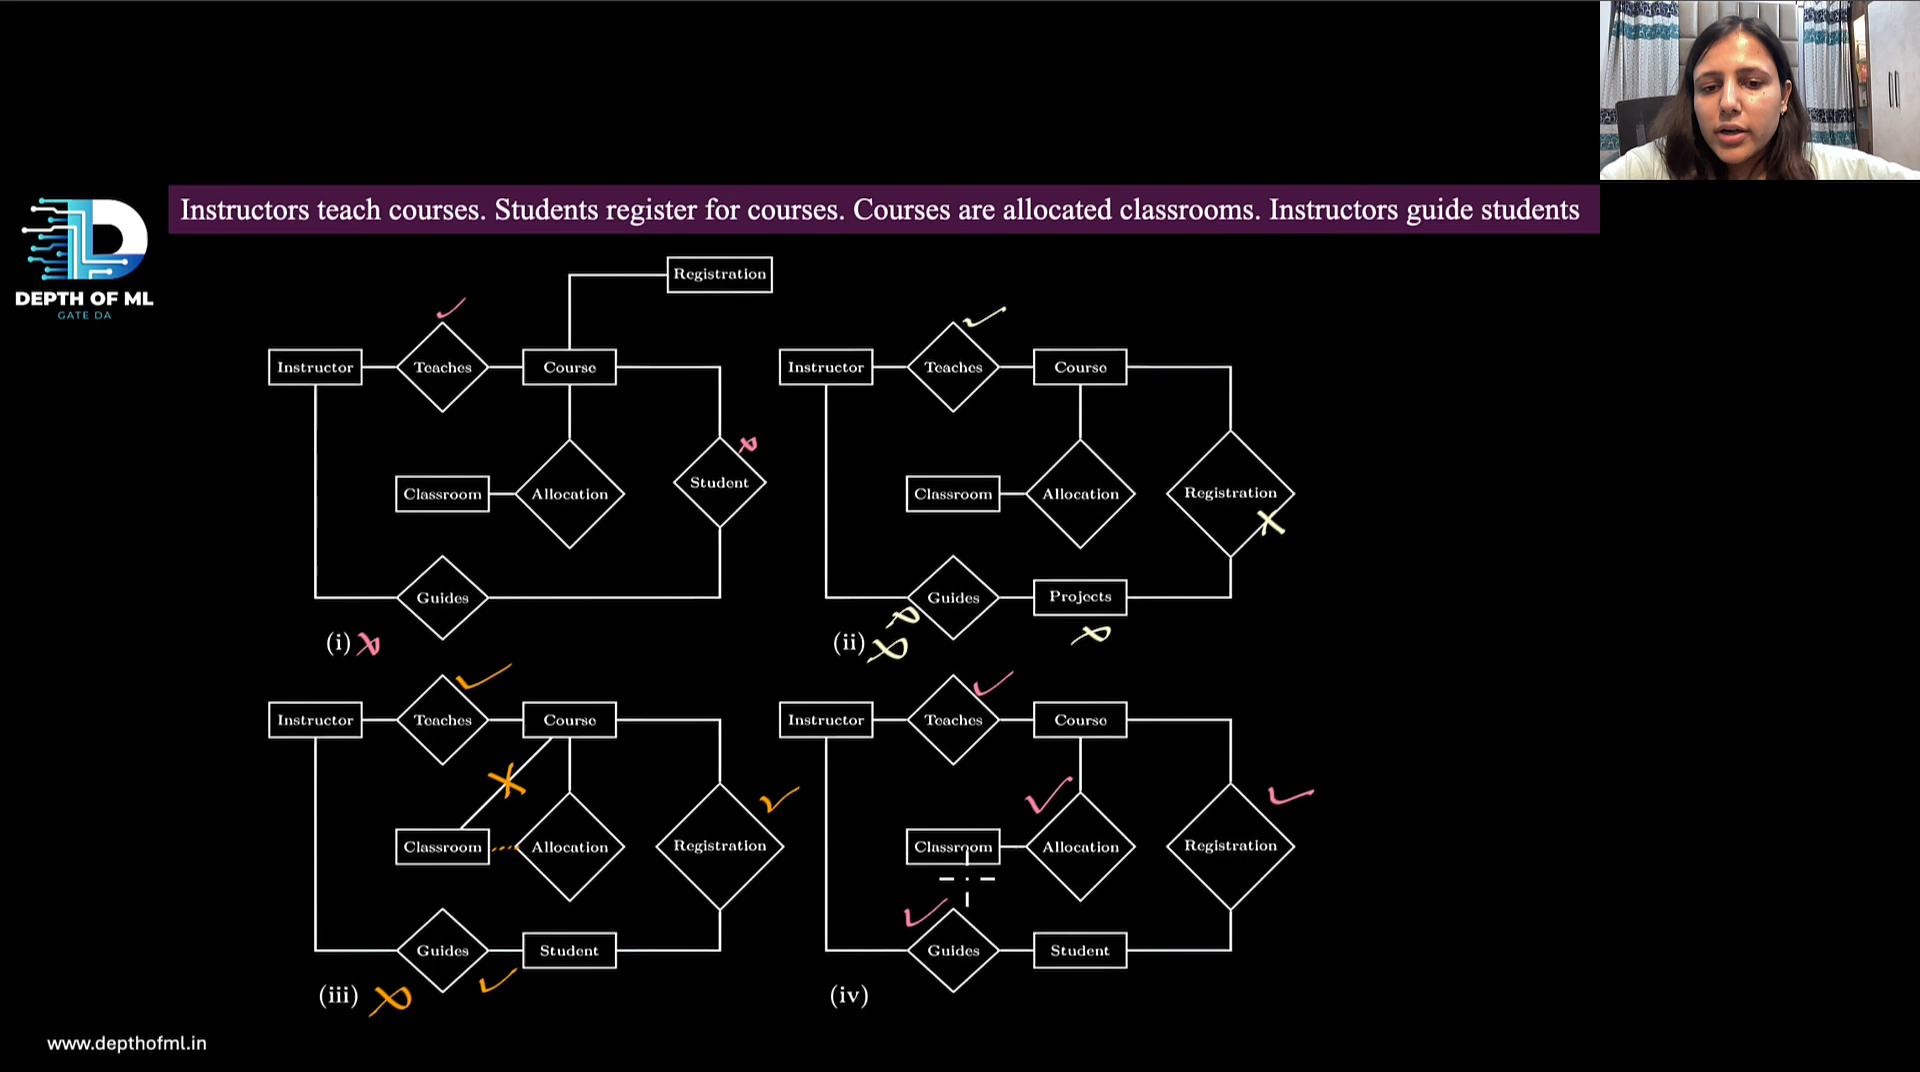 Instructors teach courses. Students register for courses. Courses are allocated classrooms. Instructors guide students
DEPTH OF ML
GATE DA
Registration
Instructor
Teaches
Course
Student
Classroom
Allocation
Guides
(i)
Instructor
Teaches
Course
Registration
Classroom
Allocation
Guides
Projects
(ii)
Instructor
Teaches
Course
Classroom
Allocation
Registration
Guides
Student
(iii)
Instructor
Teaches
Course
Classroom
Allocation
Registration
Guides
Student
(iv)
www.depthofml.in